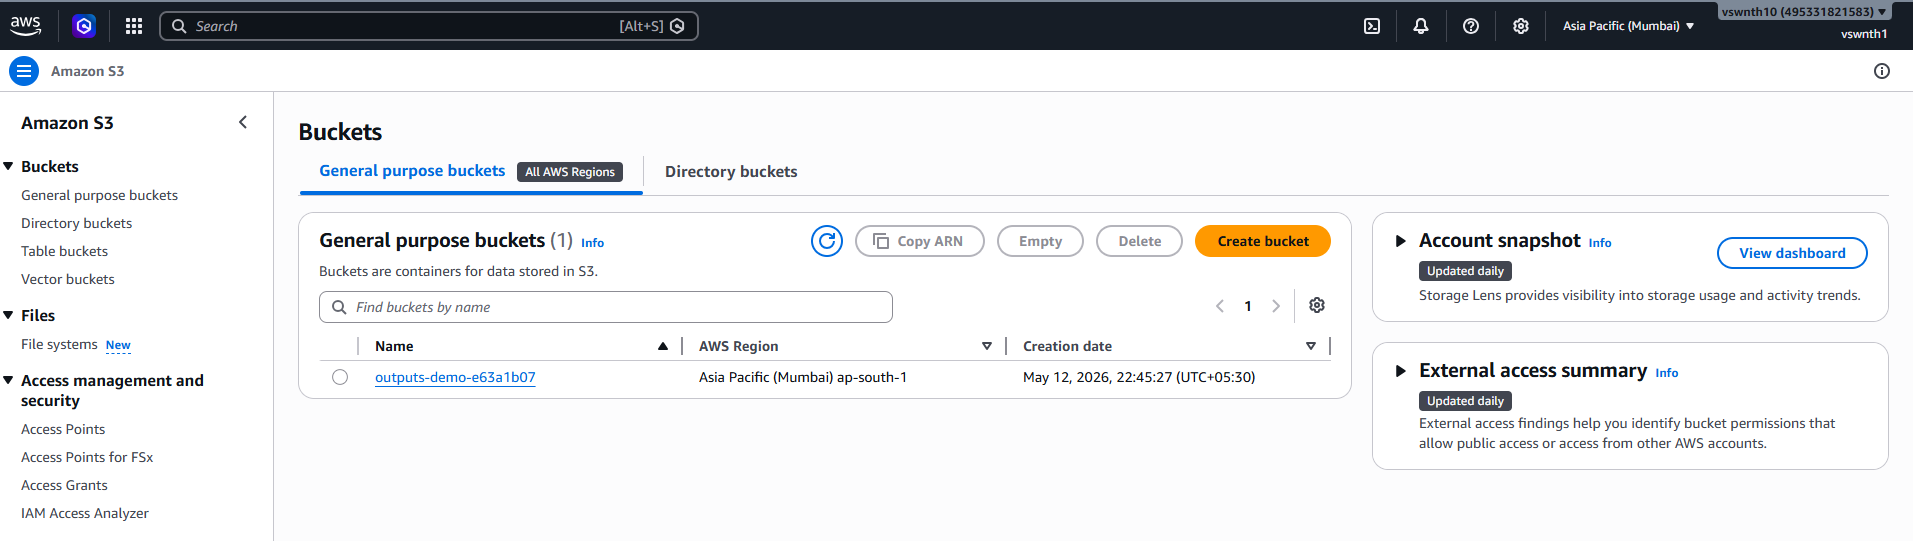 aws
Search [Alt+S]
Asia Pacific (Mumbai)
vswnth10 (495331821583)
vswnth1
Amazon S3
Amazon S3
Buckets
General purpose buckets
Directory buckets
Table buckets
Vector buckets
Files
File systems New
Access management and
security
Access Points
Access Points for FSx
Access Grants
IAM Access Analyzer
Buckets
General purpose buckets All AWS Regions Directory buckets
General purpose buckets (1) Info
Copy ARN Empty Delete Create bucket
Buckets are containers for data stored in S3.
Find buckets by name
1
Name AWS Region Creation date
outputs-demo-e63a1b07 Asia Pacific (Mumbai) ap-south-1 May 12, 2026, 22:45:27 (UTC+05:30)
Account snapshot Info
View dashboard
Updated daily
Storage Lens provides visibility into storage usage and activity trends.
External access summary Info
Updated daily
External access findings help you identify bucket permissions that
allow public access or access from other AWS accounts.